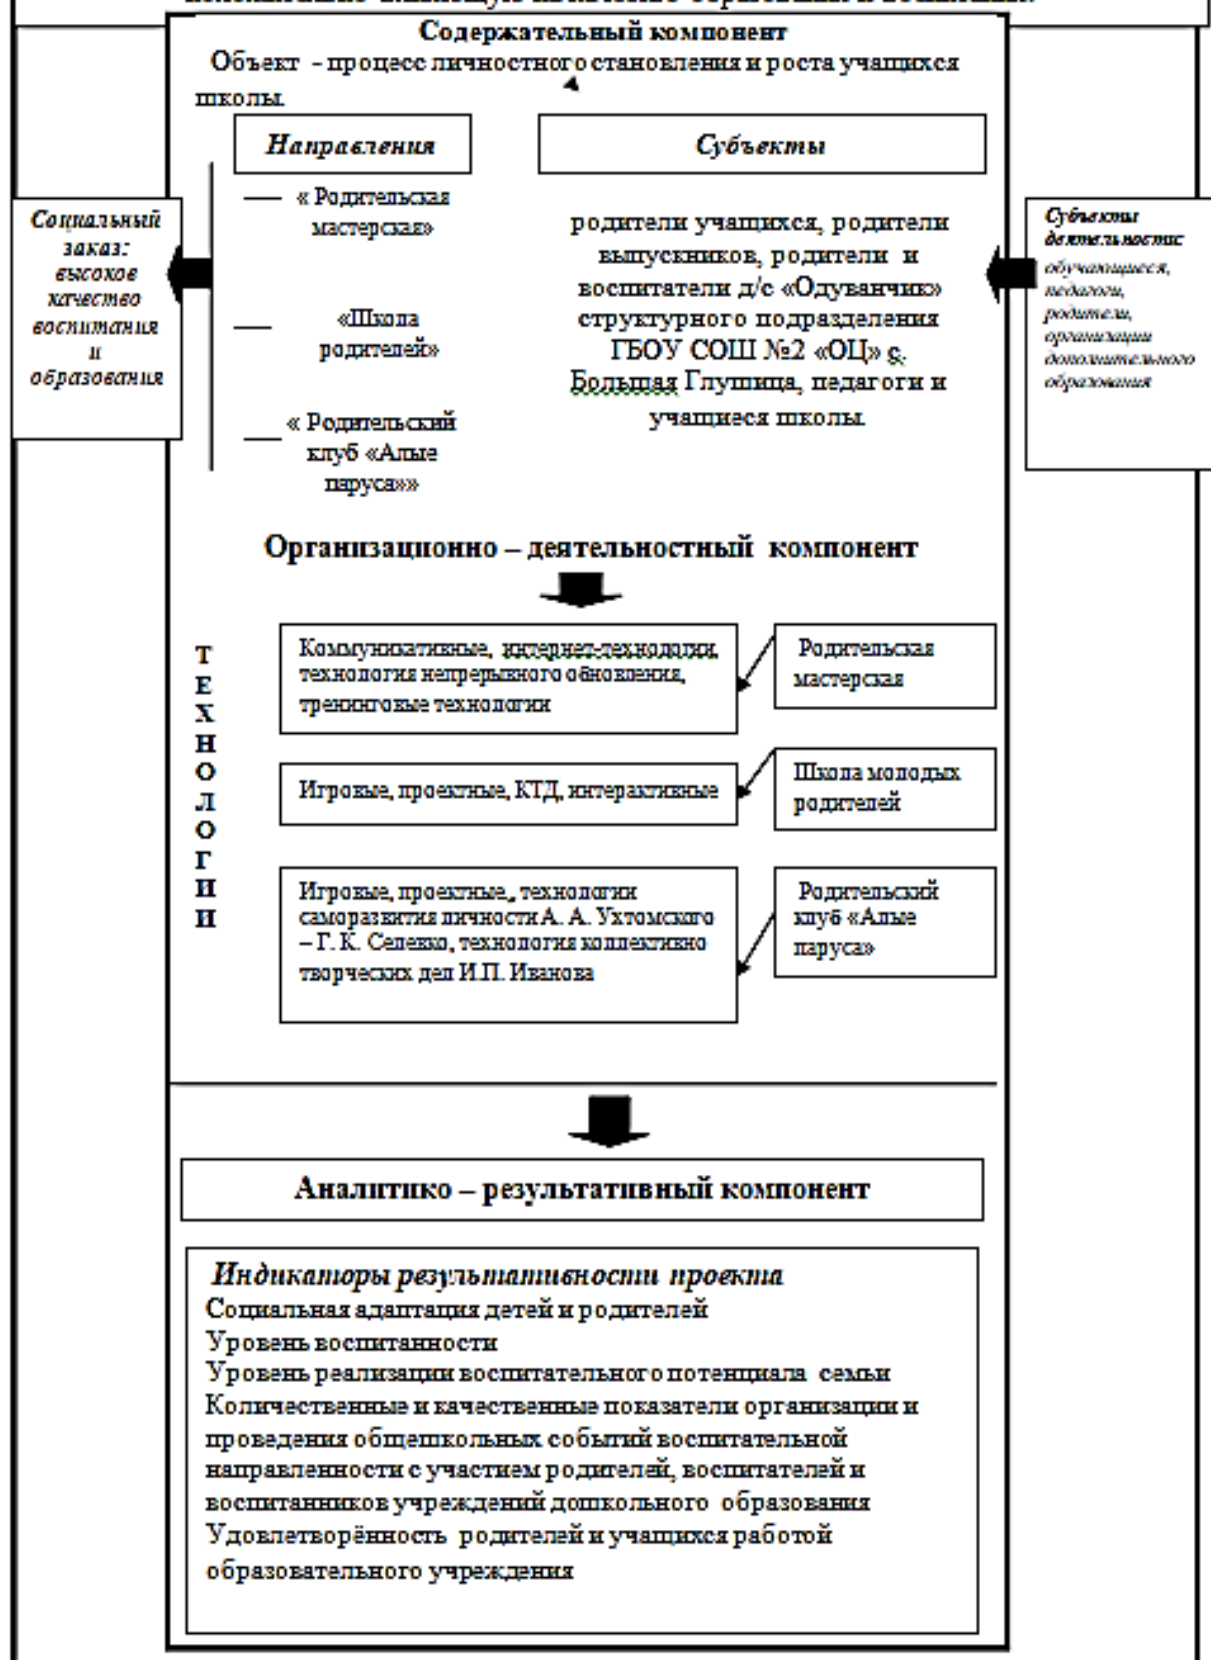 Содержательный компонент
Объект - процесс личностного становления и роста учащихся
школы.
Направления
Субъекты
« Родительская
мастерская»
«Школа
родителей»
« Родительский
клуб «Алые
паруса»»
родители учащихся, родители
выпускников, родители и
воспитатели д/с «Одуванчик»
структурного подразделения
ГБОУ СОШ №2 «ОЦ» с.
Большая Глушица, педагоги и
учащиеся школы.
Социальный
заказ:
высокое
качество
воспитания
и
образования
Субъекты
деятельности:
обучающиеся,
педагоги,
родители,
организации
дополнительного
образования
Организационно – деятельностный компонент
Т
Е
Х
Н
О
Л
О
Г
И
И
Коммуникативные, интернет-технологии,
технология непрерывного обновления,
тренинговые технологии
Родительская
мастерская
Игровые, проектные, КТД, интерактивные
Школа молодых
родителей
Игровые, проектные,, технологии
саморазвития личности А. А. Ухтомского
– Г. К. Селевко, технология коллективно
творческих дел И.П. Иванова
Родительский
клуб «Алые
паруса»
Аналитико – результативный компонент
Индикаторы результативности проекта
Социальная адаптация детей и родителей
Уровень воспитанности
Уровень реализации воспитательного потенциала семьи
Количественные и качественные показатели организации и
проведения общешкольных событий воспитательной
направленности с участием родителей, воспитателей и
воспитанников учреждений дошкольного образования
Удовлетворённость родителей и учащихся работой
образовательного учреждения